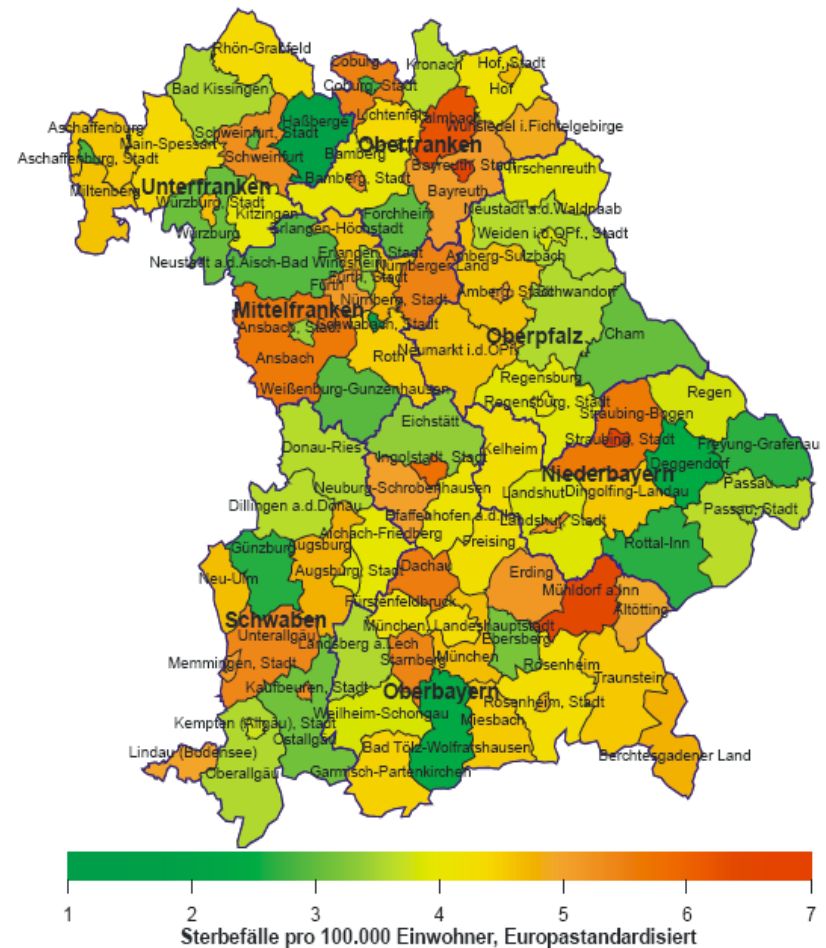 Rhön-Grabfeld
Coburg
Kronach
Hof, Stadt
Bad Kissingen
Coburg, Stadt
Hof
Aschaffenburg
Haßberge
Lichtenfels
Kulmbach
Wunsiedel i.Fichtelgebirge
Schweinfurt, Stadt
Main-Spessart
Oberfranken
Aschaffenburg, Stadt
Schweinfurt
Bamberg
Bayreuth, Stadt
Tirschenreuth
Miltenberg
Unterfranken
Bamberg, Stadt
Bayreuth
Würzburg, Stadt
Kitzingen
Forchheim
Neustadt a.d.Waldnaab
Würzburg
Erlangen-Höchstadt
Weiden i.d.OPf., Stadt
Neustadt a.d.Aisch-Bad Windsheim
Erlangen, Stadt
Amberg-Sulzbach
Fürth, Stadt
Nürnberger Land
Fürth
Nürnberg, Stadt
Amberg, Stadt
Schwandorf
Mittelfranken
Ansbach, Stadt
Schwabach, Stadt
Oberpfalz
Cham
Ansbach
Roth
Neumarkt i.d.OPf.
Weißenburg-Gunzenhausen
Regensburg
Regen
Regensburg, Stadt
Straubing-Bogen
Eichstätt
Donau-Ries
Kelheim
Straubing, Stadt
Freyung-Grafenau
Ingolstadt, Stadt
Deggendorf
Niederbayern
Neuburg-Schrobenhausen
Landshut
Dingolfing-Landau
Passau
Dillingen a.d.Donau
Pfaffenhofen a.d.Ilm
Landshut, Stadt
Passau, Stadt
Aichach-Friedberg
Günzburg
Augsburg
Freising
Rottal-Inn
Neu-Ulm
Augsburg, Stadt
Dachau
Erding
Mühldorf a.Inn
Fürstenfeldbruck
Altötting
Schwaben
München, Landeshauptstadt
Unterallgäu
Landsberg a.Lech
Ebersberg
Memmingen, Stadt
Starnberg
München
Rosenheim
Traunstein
Kaufbeuren, Stadt
Oberbayern
Rosenheim, Stadt
Kempten (Allgäu), Stadt
Weilheim-Schongau
Miesbach
Ostallgäu
Lindau (Bodensee)
Bad Tölz-Wolfratshausen
Berchtesgadener Land
Oberallgäu
Garmisch-Partenkirchen
1 2 3 4 5 6 7
Sterbefälle pro 100.000 Einwohner, Europastandardisiert